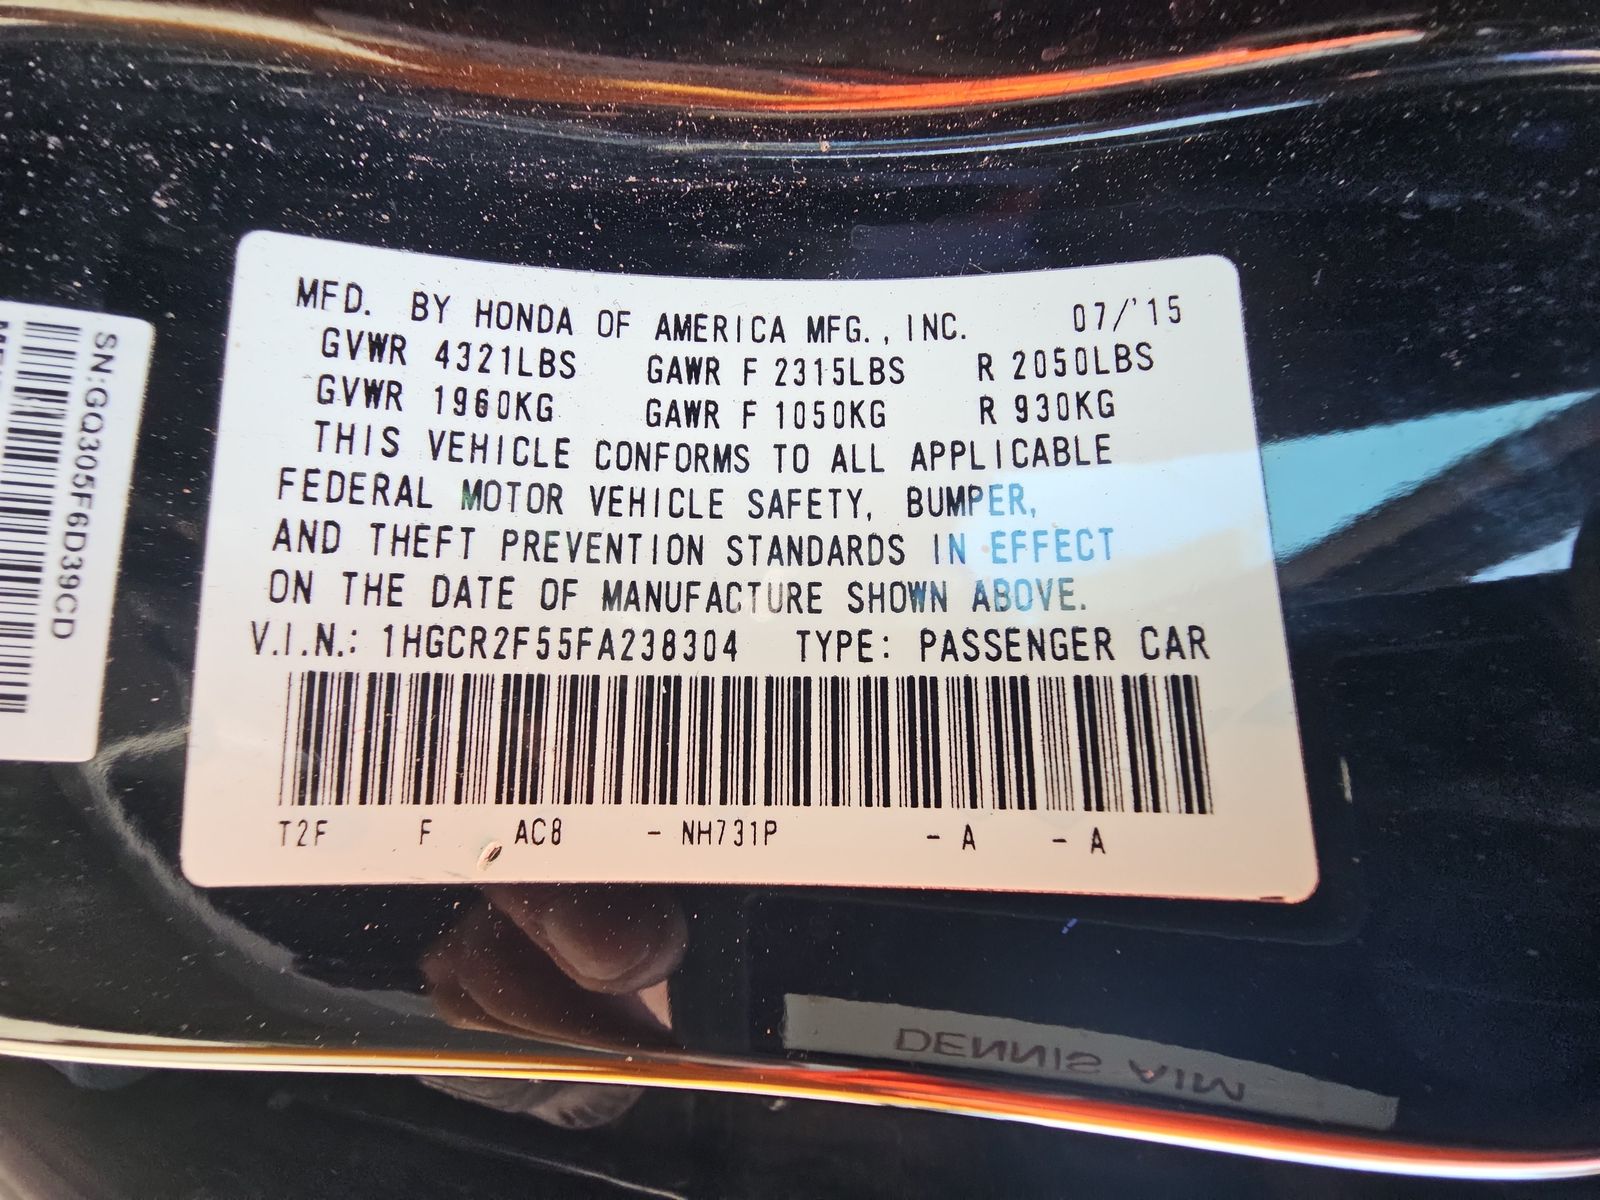 MFD. BY HONDA OF AMERICA MFG., INC. 07/'15
GVWR 4321LBS GAWR F 2315LBS R 2050LBS
GVWR 1960KG GAWR F 1050KG R 930KG
THIS VEHICLE CONFORMS TO ALL APPLICABLE
FEDERAL MOTOR VEHICLE SAFETY, BUMPER,
AND THEFT PREVENTION STANDARDS IN EFFECT
ON THE DATE OF MANUFACTURE SHOWN ABOVE.
V.I.N.: 1HGCR2F55FA238304 TYPE: PASSENGER CAR
T2F F AC8 - NH731P - A - A
SN:GQ305F6D39CD